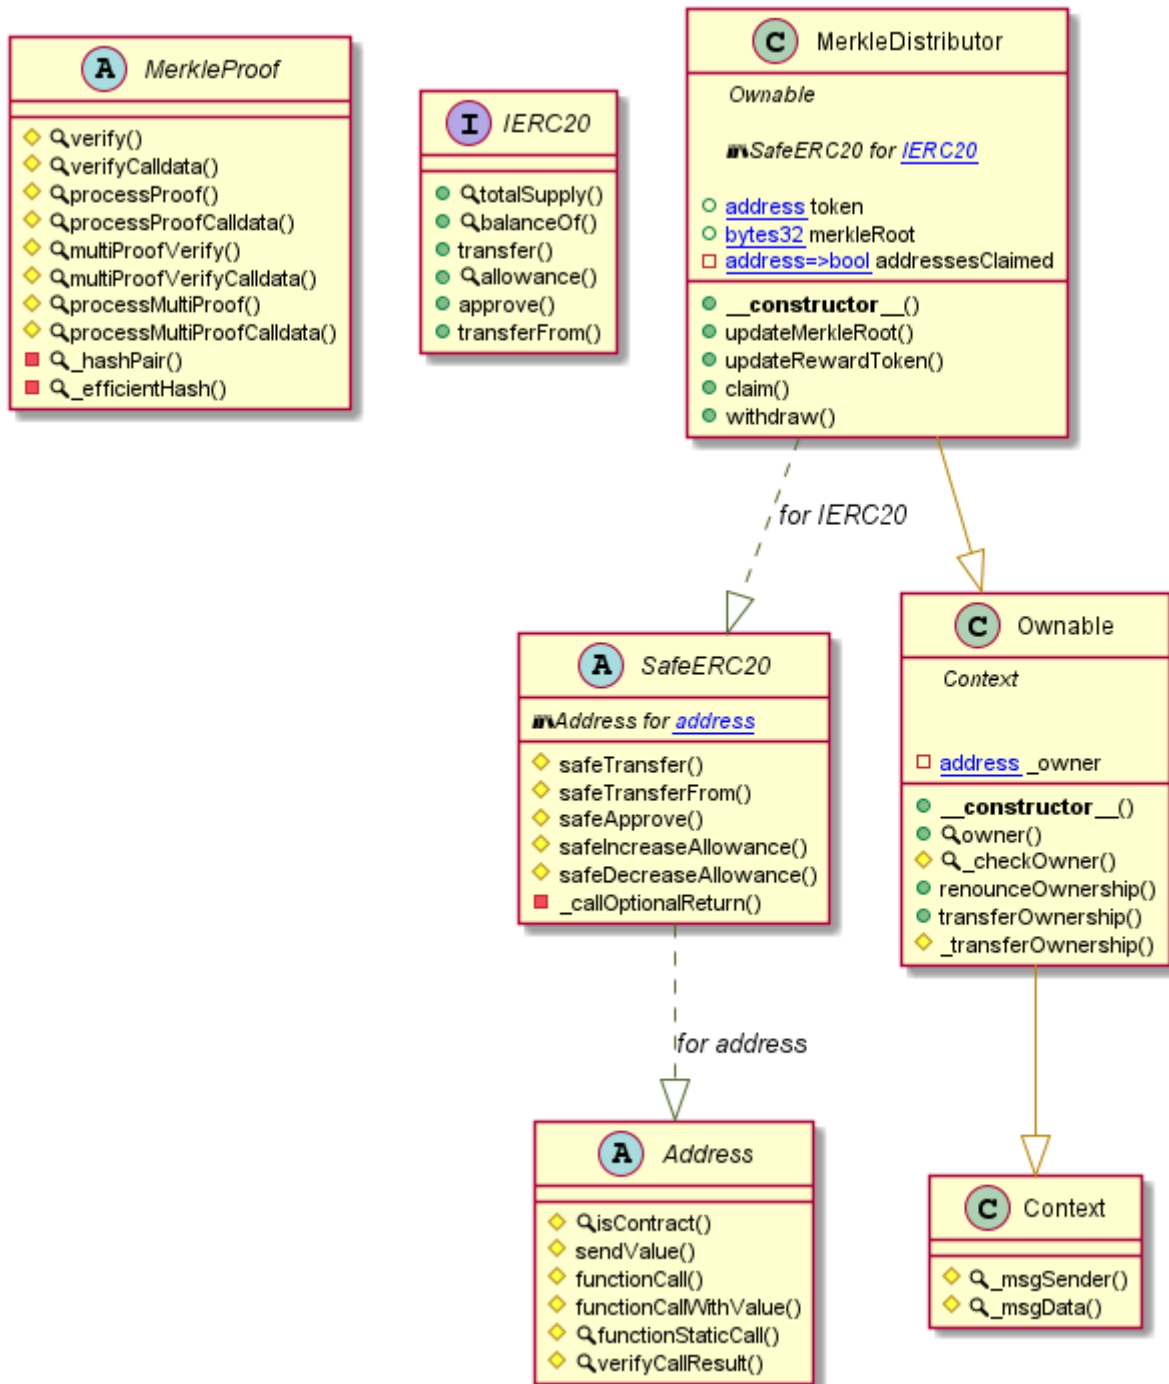 A MerkleProof
verify()
verifyCalldata()
processProof()
processProofCalldata()
multiProofVerify()
multiProofVerifyCalldata()
processMultiProof()
processMultiProofCalldata()
_hashPair()
_efficientHash()
I IERC20
totalSupply()
balanceOf()
transfer()
allowance()
approve()
transferFrom()
C MerkleDistributor
Ownable
SafeERC20 for IERC20
address token
bytes32 merkleRoot
address=>bool addressesClaimed
__constructor__()
updateMerkleRoot()
updateRewardToken()
claim()
withdraw()
for IERC20
A SafeERC20
Address for address
safeTransfer()
safeTransferFrom()
safeApprove()
safeIncreaseAllowance()
safeDecreaseAllowance()
_callOptionalReturn()
C Ownable
Context
address _owner
__constructor__()
owner()
_checkOwner()
renounceOwnership()
transferOwnership()
_transferOwnership()
for address
A Address
isContract()
sendValue()
functionCall()
functionCallWithValue()
functionStaticCall()
verifyCallResult()
C Context
_msgSender()
_msgData()